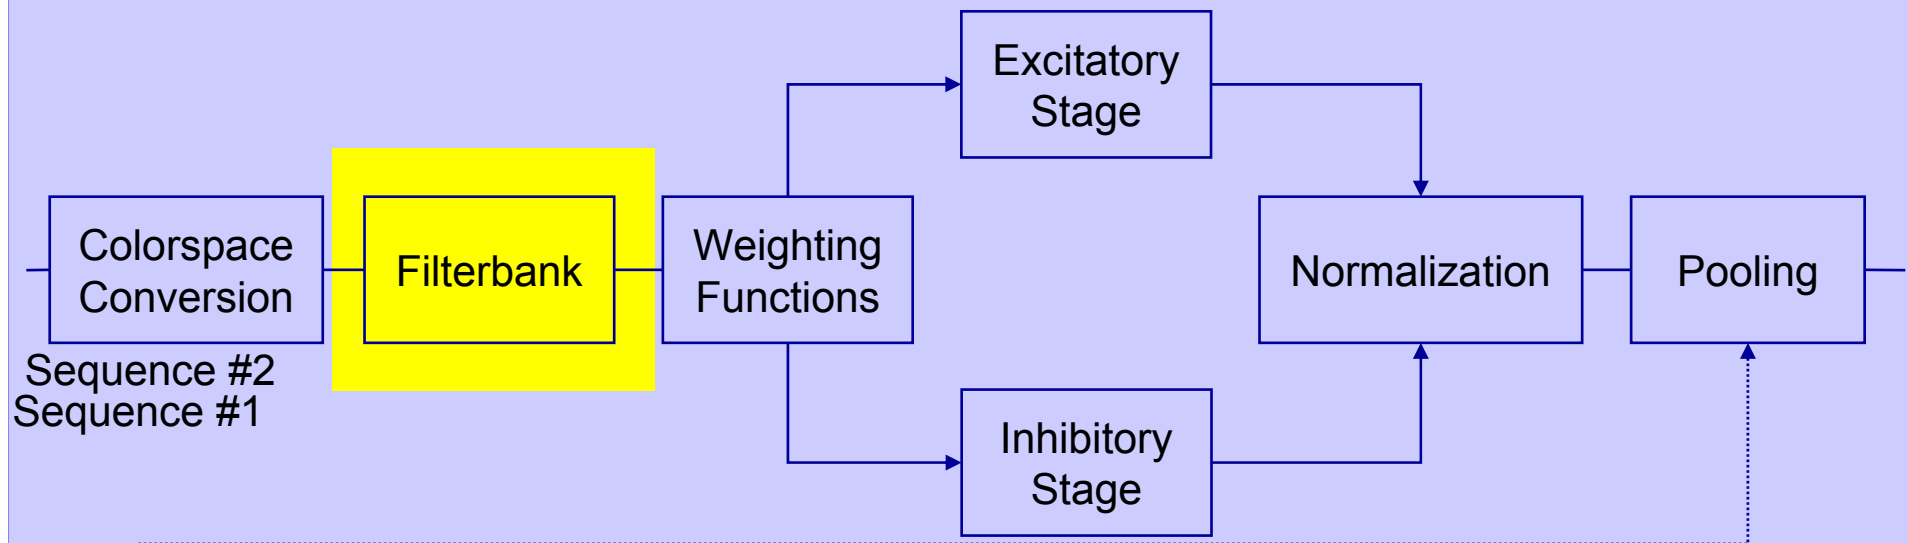 Colorspace
Conversion
Filterbank
Weighting
Functions
Excitatory
Stage
Inhibitory
Stage
Normalization
Pooling
Sequence #2
Sequence #1